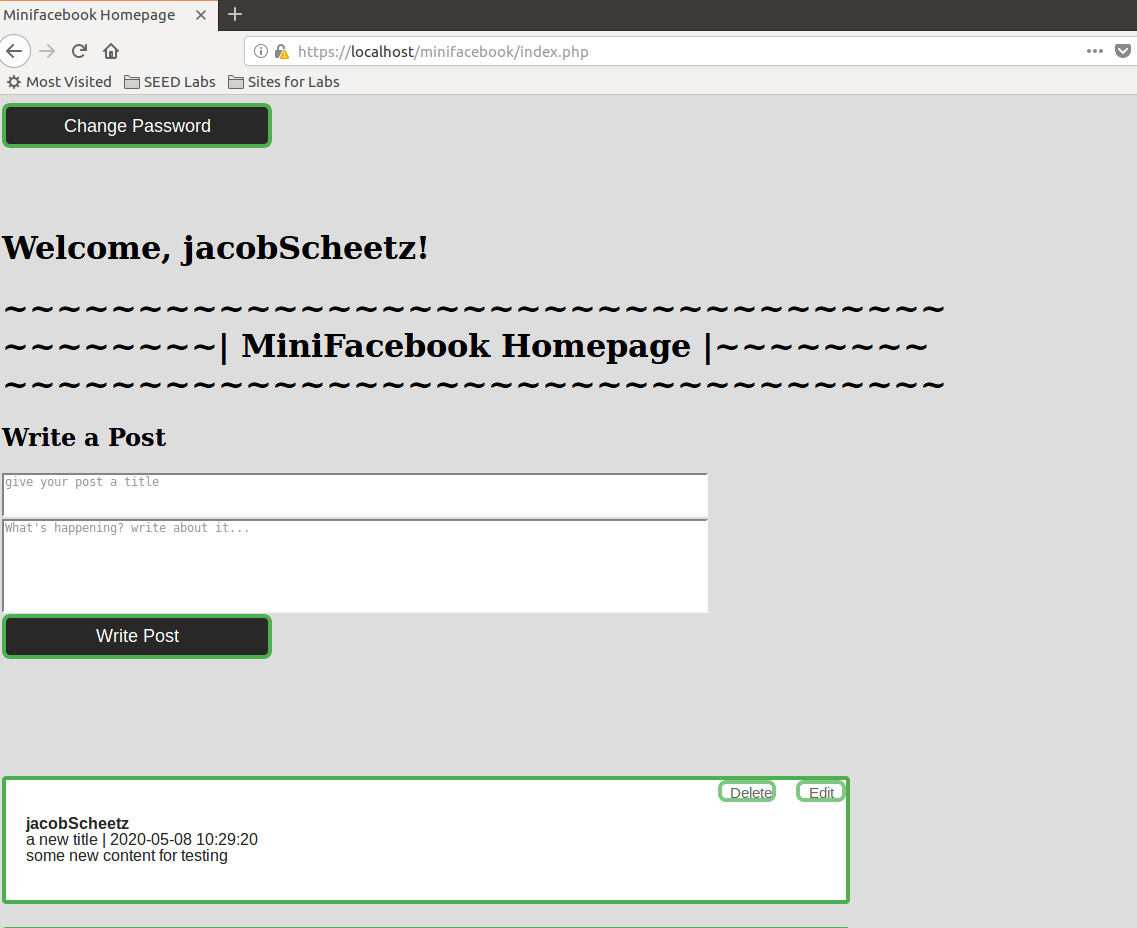 Minifacebook Homepage
https://localhost/minifacebook/index.php
Most Visited SEED Labs Sites for Labs
Change Password
Welcome, jacobScheetz!
~~~~~~~~~~~~~~~~~~~~~~~~~~~~~~~~~~~
~~~~~~~~| MiniFacebook Homepage |~~~~~~~~
~~~~~~~~~~~~~~~~~~~~~~~~~~~~~~~~~~~
Write a Post
give your post a title
What's happening? write about it...
Write Post
Delete Edit
jacobScheetz
a new title | 2020-05-08 10:29:20
some new content for testing